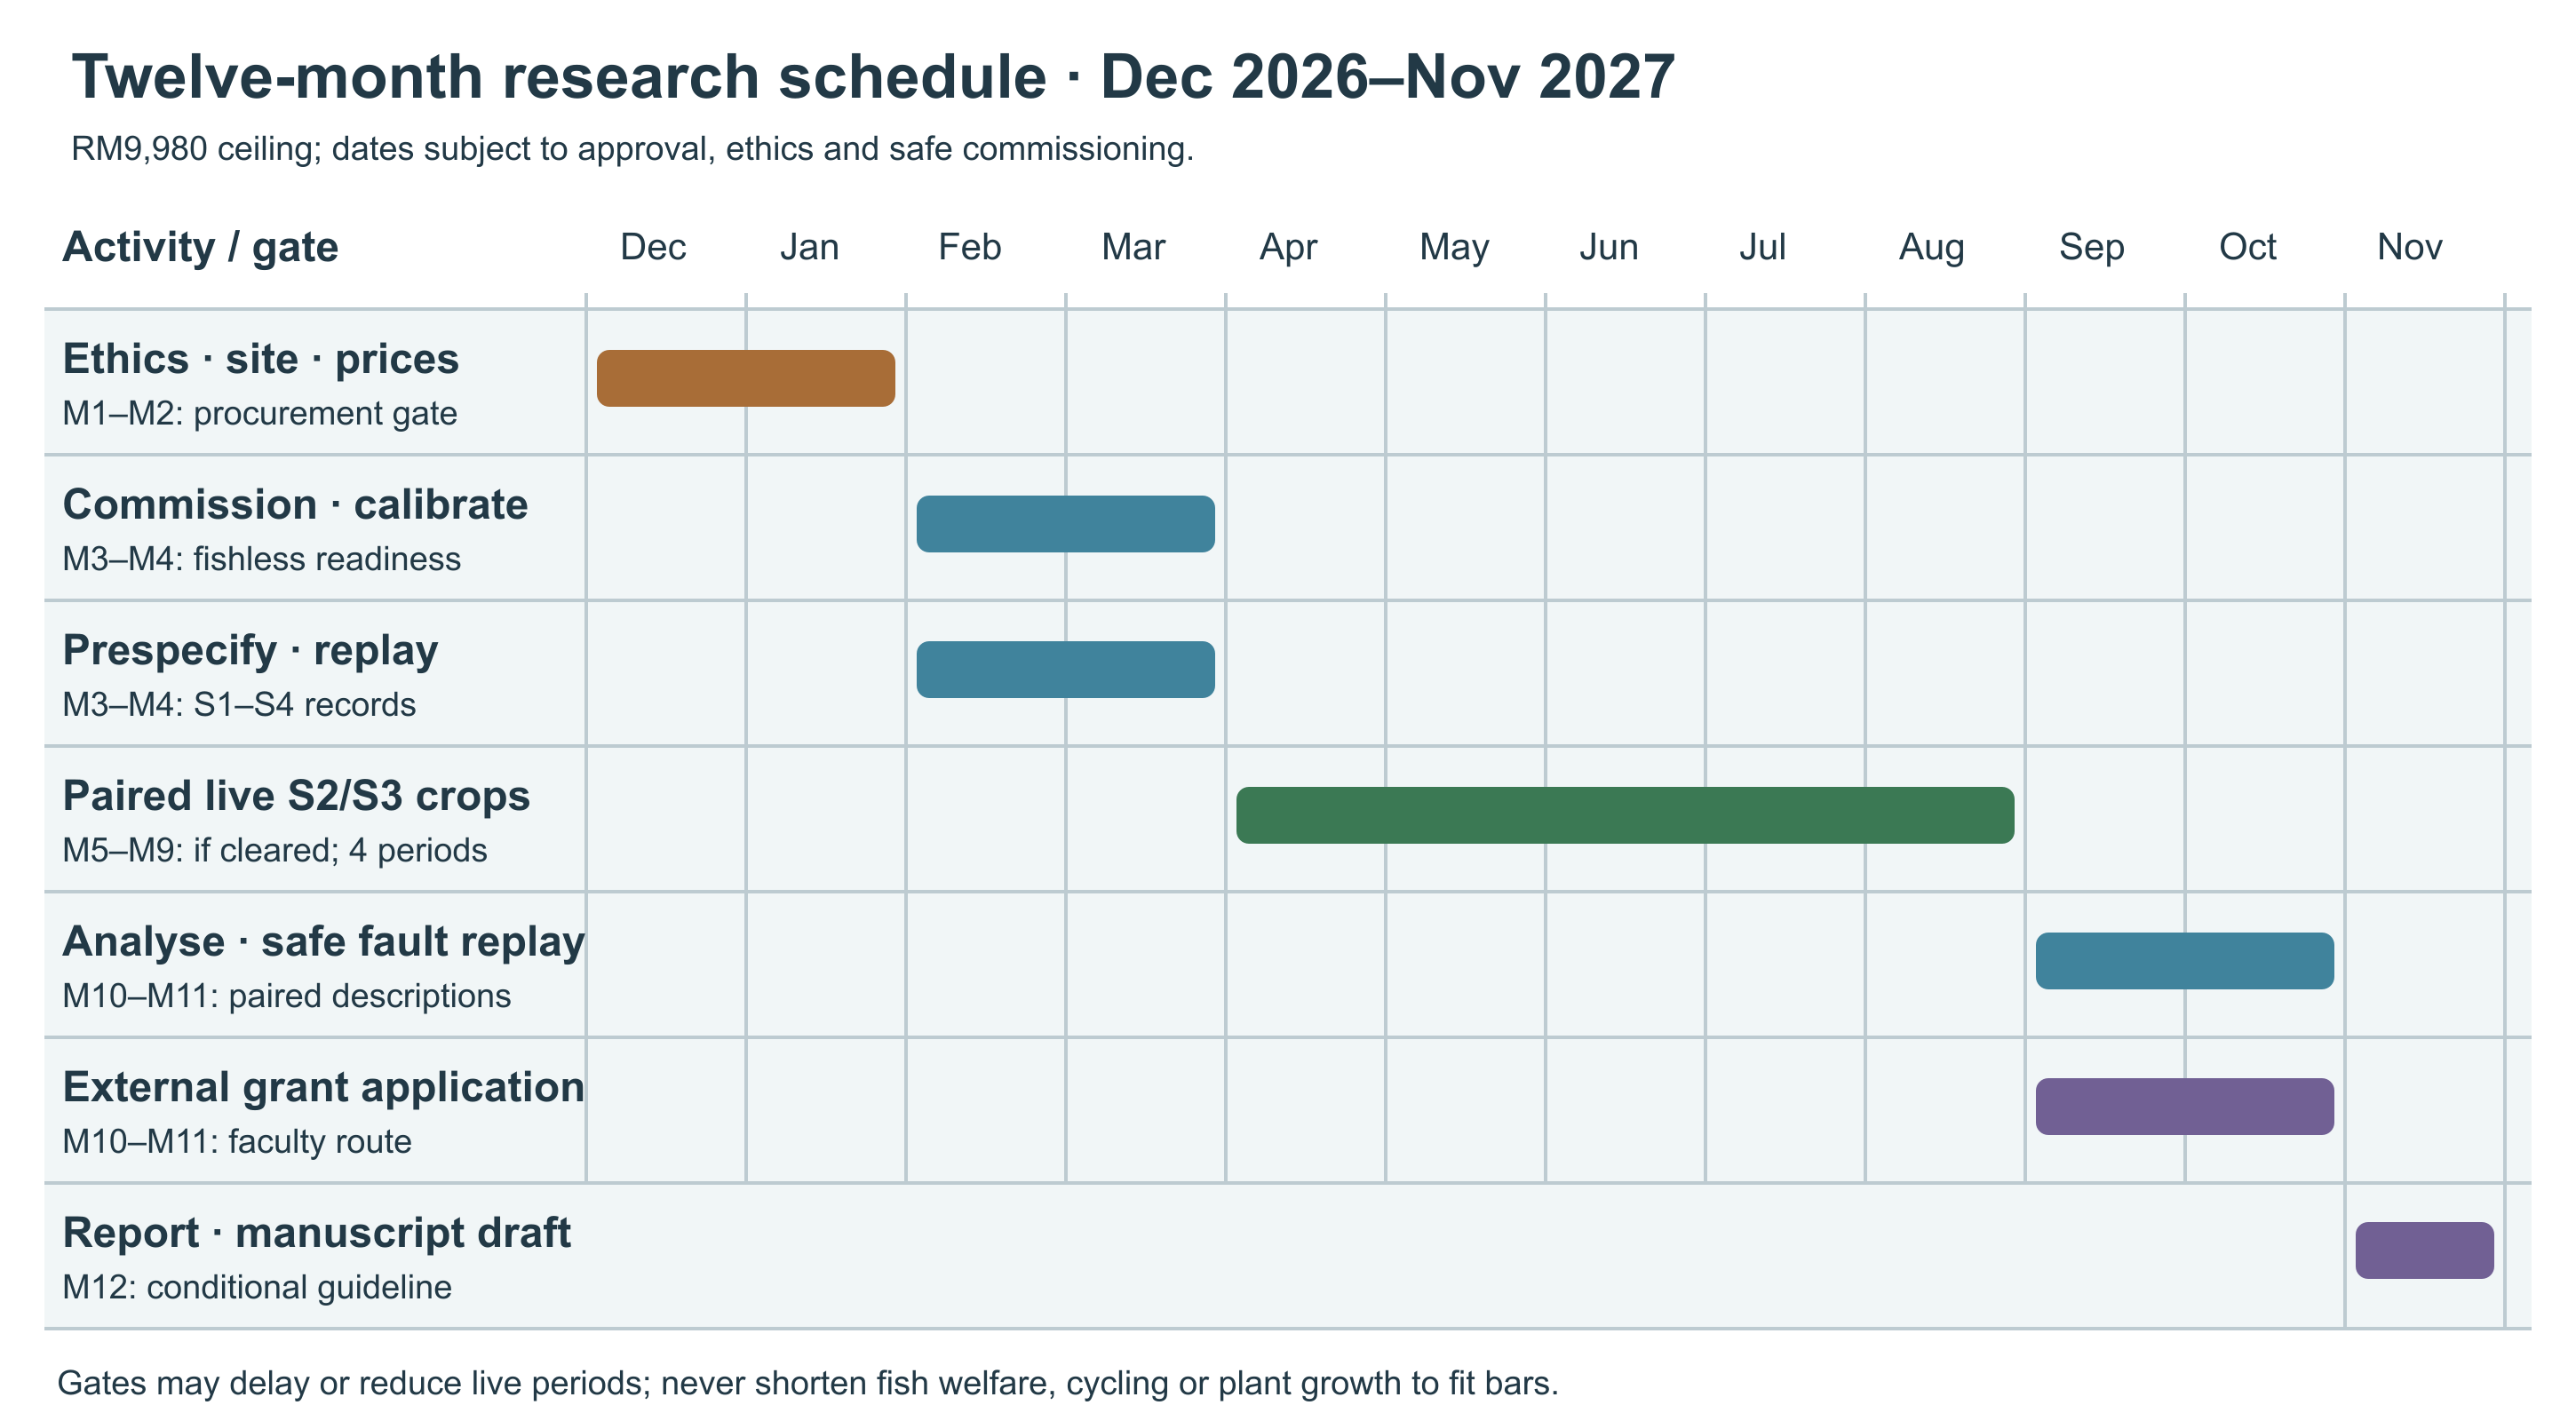 Twelve-month research schedule · Dec 2026–Nov 2027
RM9,980 ceiling; dates subject to approval, ethics and safe commissioning.
Activity / gate Dec Jan Feb Mar Apr May Jun Jul Aug Sep Oct Nov
Ethics · site · prices
M1–M2: procurement gate
Commission · calibrate
M3–M4: fishless readiness
Prespecify · replay
M3–M4: S1–S4 records
Paired live S2/S3 crops
M5–M9: if cleared; 4 periods
Analyse · safe fault replay
M10–M11: paired descriptions
External grant application
M10–M11: faculty route
Report · manuscript draft
M12: conditional guideline
Gates may delay or reduce live periods; never shorten fish welfare, cycling or plant growth to fit bars.